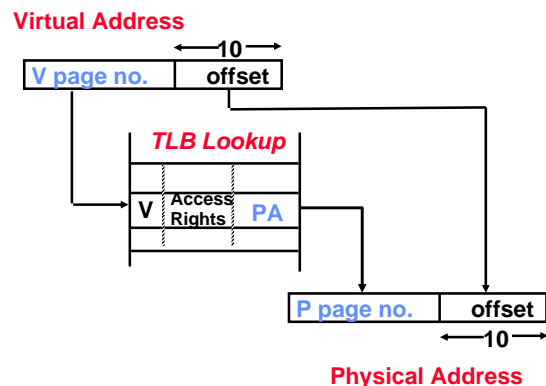 Virtual Address
10
V page no. offset
TLB Lookup
V Access Rights PA
P page no. offset
10
Physical Address